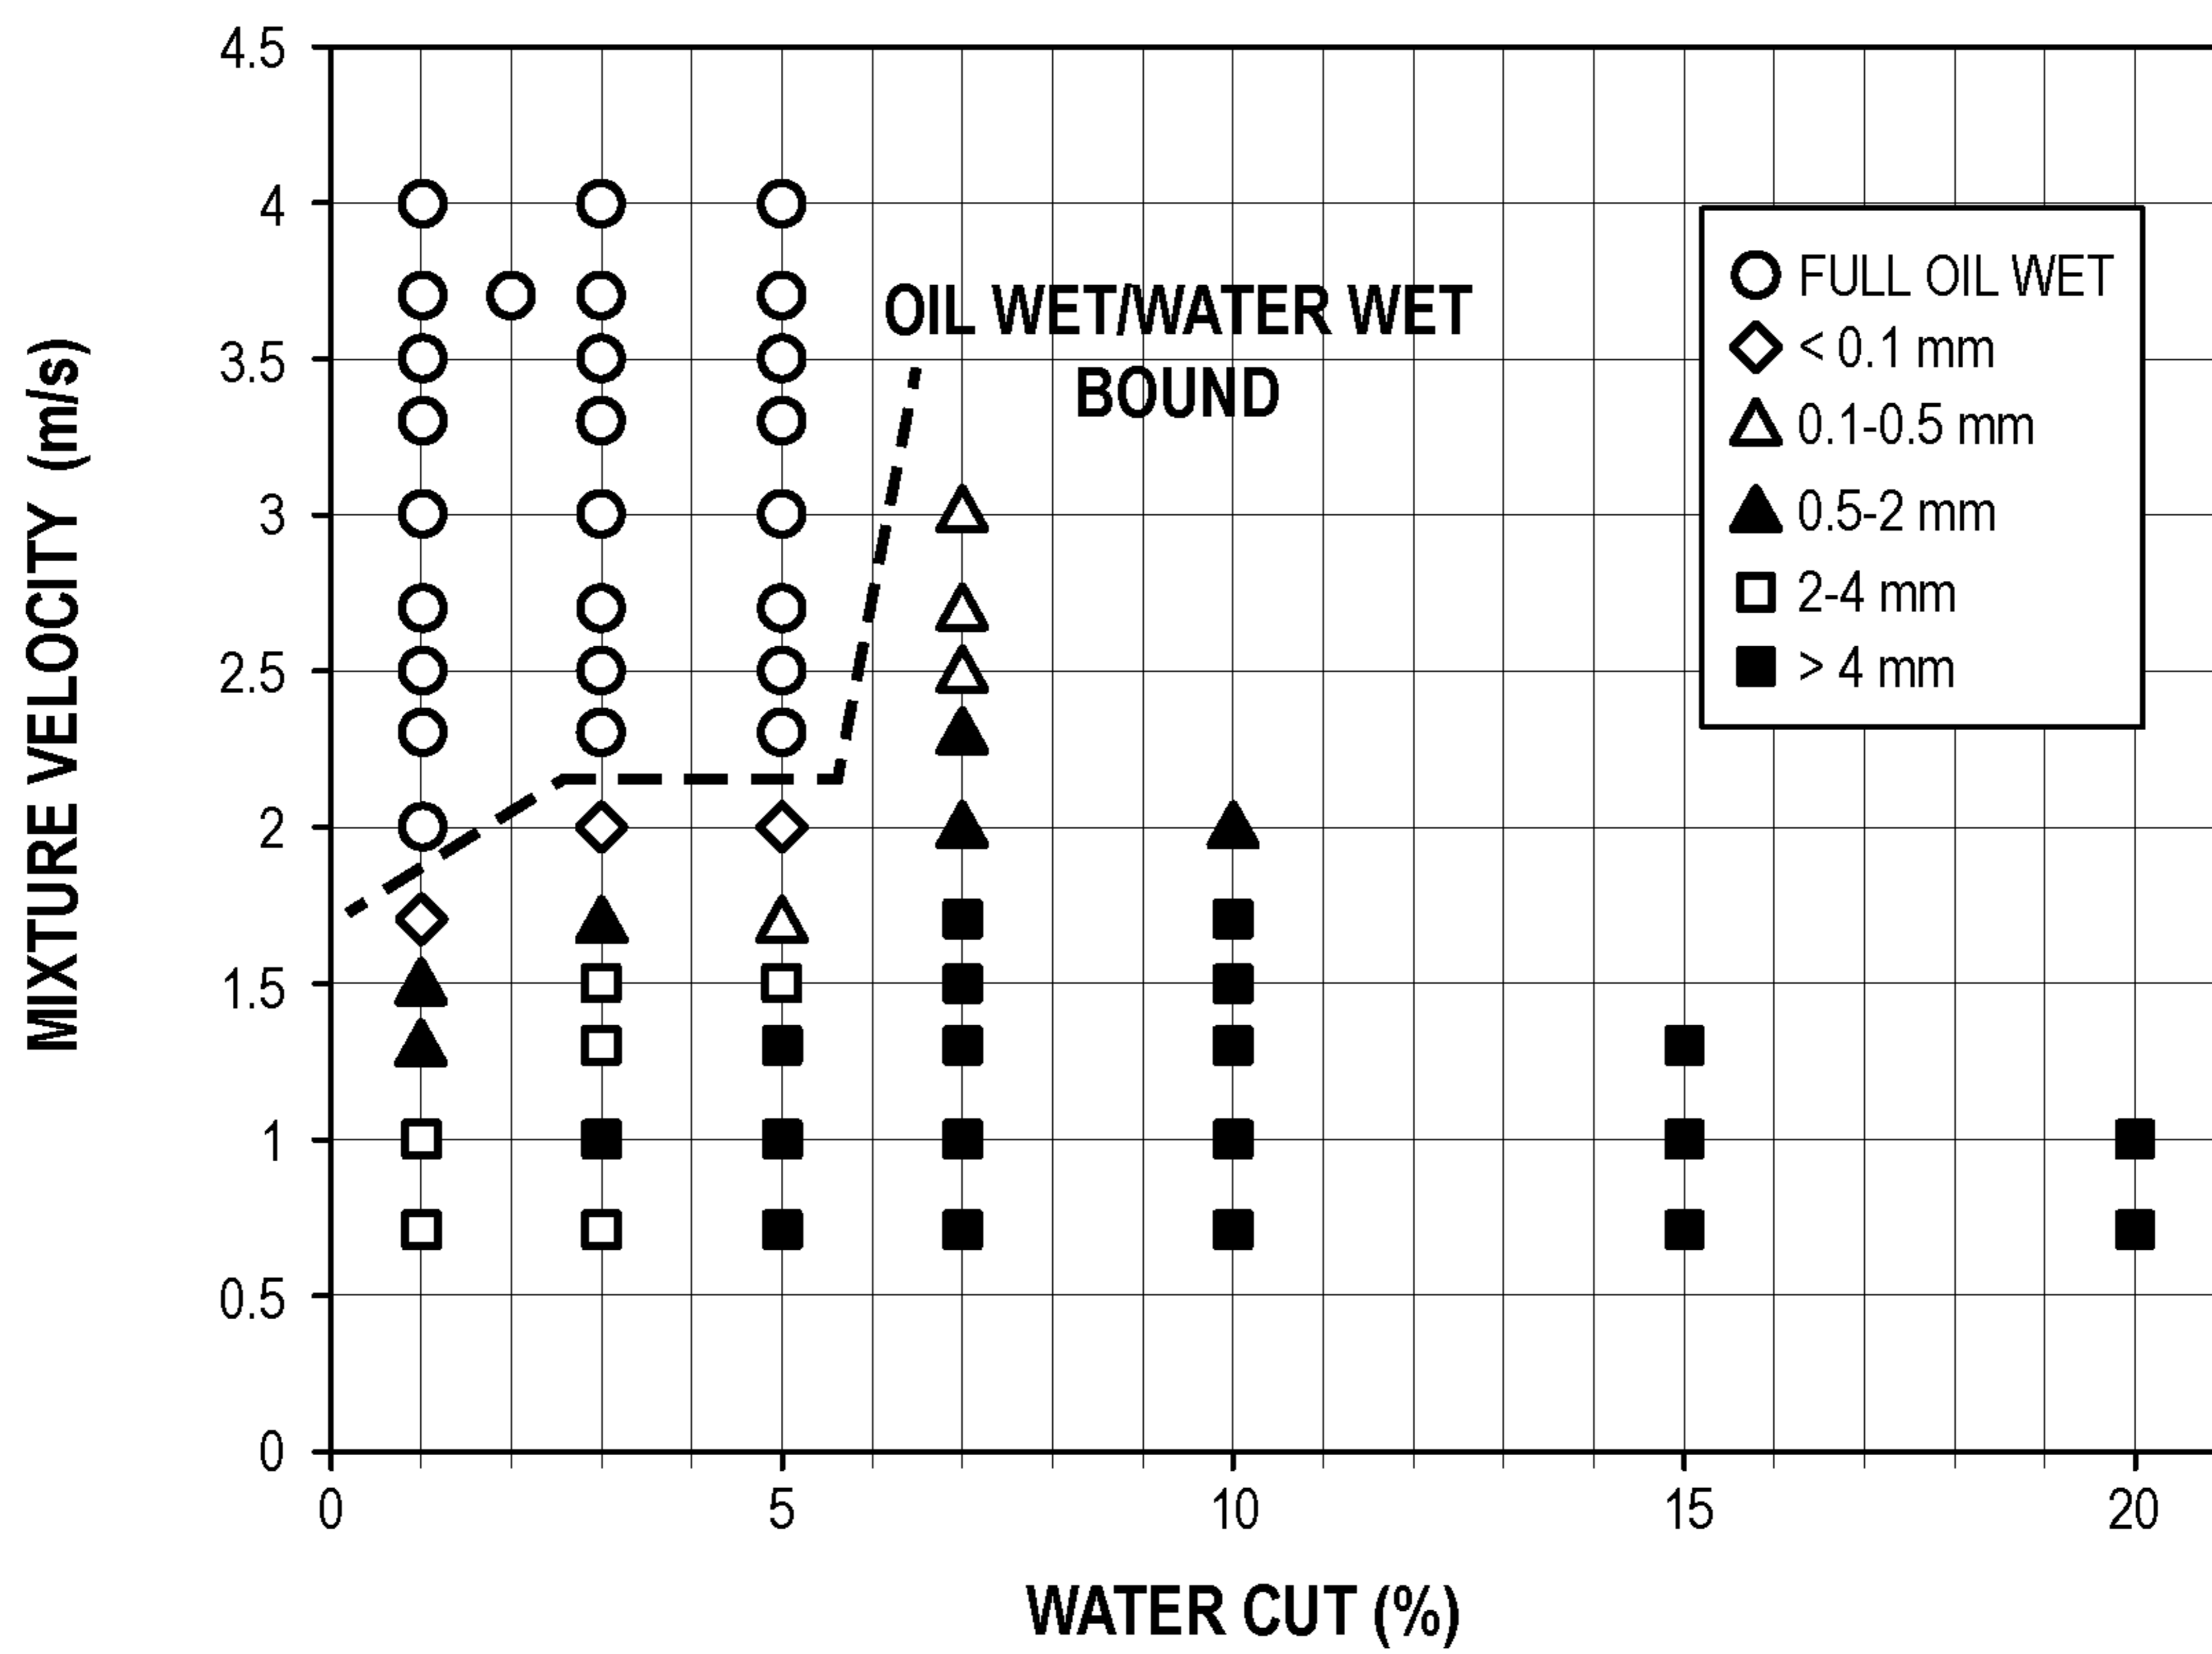 4.5
4
3.5
3
2.5
2
1.5
1
0.5
0
MIXTURE VELOCITY (m/s)
OIL WET/WATER WET
BOUND
FULL OIL WET
< 0.1 mm
0.1-0.5 mm
0.5-2 mm
2-4 mm
> 4 mm
0 5 10 15 20
WATER CUT (%)